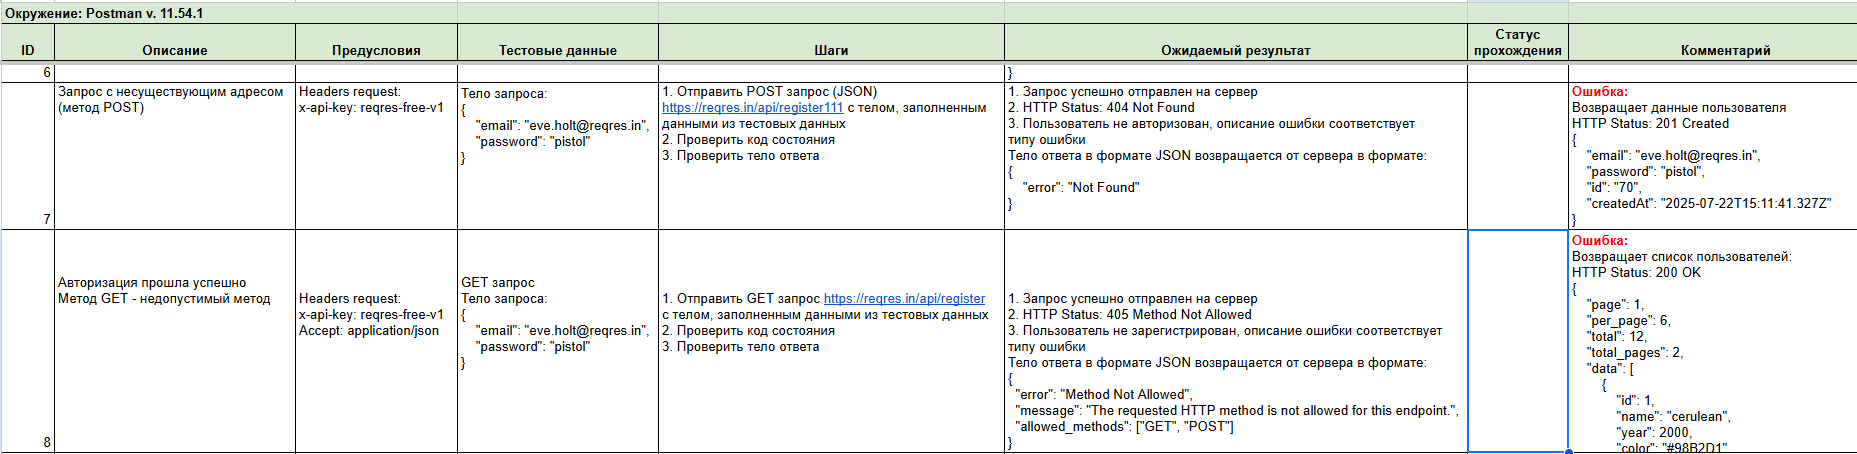 Окружение: Postman v. 11.54.1
ID
Описание
Предусловия
Тестовые данные
Шаги
Ожидаемый результат
Статус
прохождения
Комментарий
6
}
7
Запрос с несуществующим адресом
(метод POST)
Headers request:
x-api-key: reqres-free-v1
Тело запроса:
{
"email": "eve.holt@reqres.in",
"password": "pistol"
}
1. Отправить POST запрос (JSON)
https://reqres.in/api/register111 с телом, заполненным
данными из тестовых данных
2. Проверить код состояния
3. Проверить тело ответа
1. Запрос успешно отправлен на сервер
2. HTTP Status: 404 Not Found
3. Пользователь не авторизован, описание ошибки соответствует
типу ошибки
Тело ответа в формате JSON возвращается от сервера в формате:
{
"error": "Not Found"
}
Ошибка:
Возвращает данные пользователя
HTTP Status: 201 Created
{
"email": "eve.holt@reqres.in",
"password": "pistol",
"id": "70",
"createdAt": "2025-07-22T15:11:41.327Z"
}
8
Авторизация прошла успешно
Метод GET - недопустимый метод
Headers request:
x-api-key: reqres-free-v1
Accept: application/json
GET запрос
Тело запроса:
{
"email": "eve.holt@reqres.in",
"password": "pistol"
}
1. Отправить GET запрос https://reqres.in/api/register
с телом, заполненным данными из тестовых данных
2. Проверить код состояния
3. Проверить тело ответа
1. Запрос успешно отправлен на сервер
2. HTTP Status: 405 Method Not Allowed
3. Пользователь не зарегистрирован, описание ошибки соответствует
типу ошибки
Тело ответа в формате JSON возвращается от сервера в формате:
{
"error": "Method Not Allowed",
"message": "The requested HTTP method is not allowed for this endpoint.",
"allowed_methods": ["GET", "POST"]
}
Ошибка:
Возвращает список пользователей:
HTTP Status: 200 OK
{
"page": 1,
"per_page": 6,
"total": 12,
"total_pages": 2,
"data": [
{
"id": 1,
"name": "cerulean",
"year": 2000,
"color": "#98B2D1"